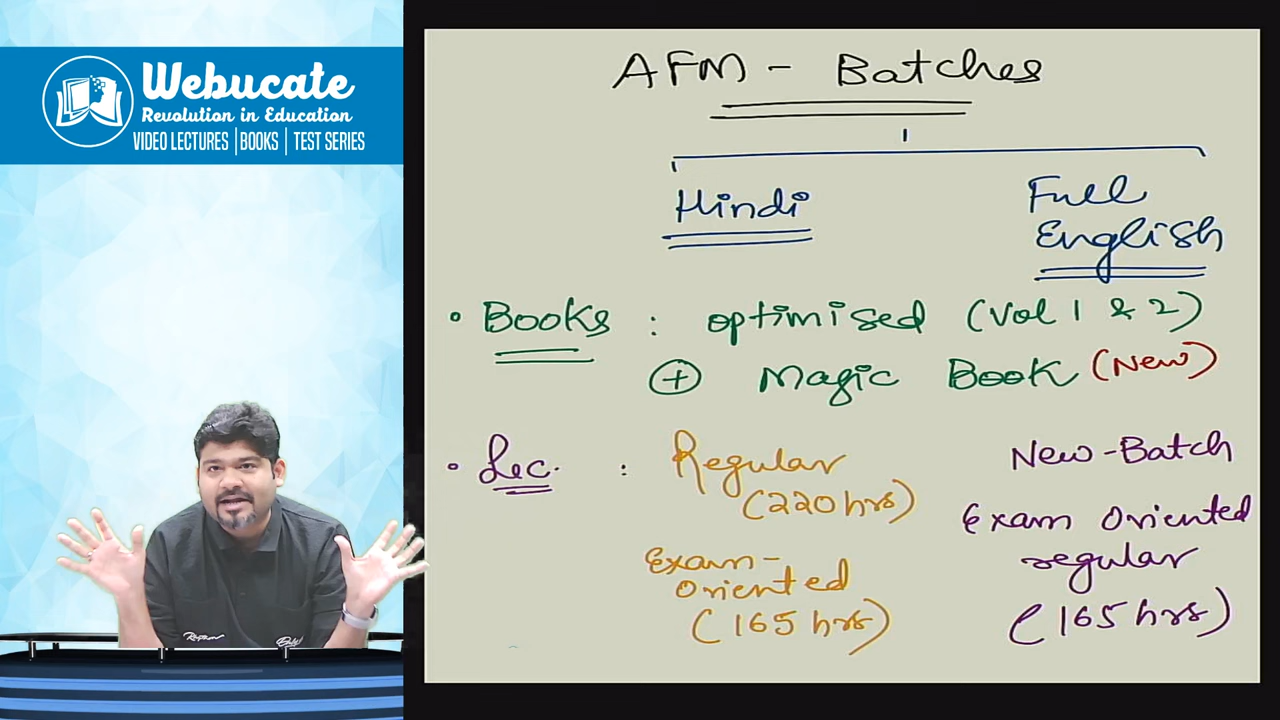 Webucate
Revolution in Education
VIDEO LECTURES | BOOKS | TEST SERIES
AFM - Batches
Hindi
Full
English
• Books : optimised (Vol 1 & 2)
+ Magic Book (New)
• Lec. : Regular
(220 hrs)
Exam-
Oriented
(165 hrs)
New-Batch
Exam Oriented
regular
(165 hrs)